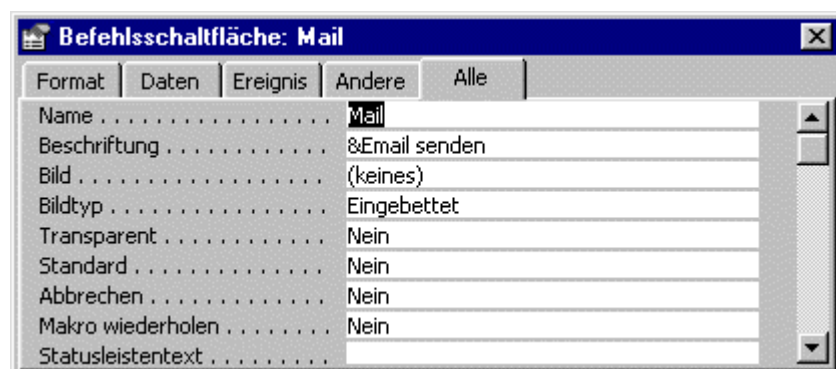 Befehlsschaltfläche: Mail
Format Daten Ereignis Andere Alle
Name . . . . . . . . . . . . . . . . . Mail
Beschriftung . . . . . . . . . . . . &Email senden
Bild . . . . . . . . . . . . . . . . . . . (keines)
Bildtyp . . . . . . . . . . . . . . . . Eingebettet
Transparent . . . . . . . . . . . . Nein
Standard . . . . . . . . . . . . . . Nein
Abbrechen . . . . . . . . . . . . . Nein
Makro wiederholen . . . . . . . . Nein
Statusleistentext . . . . . . . . .